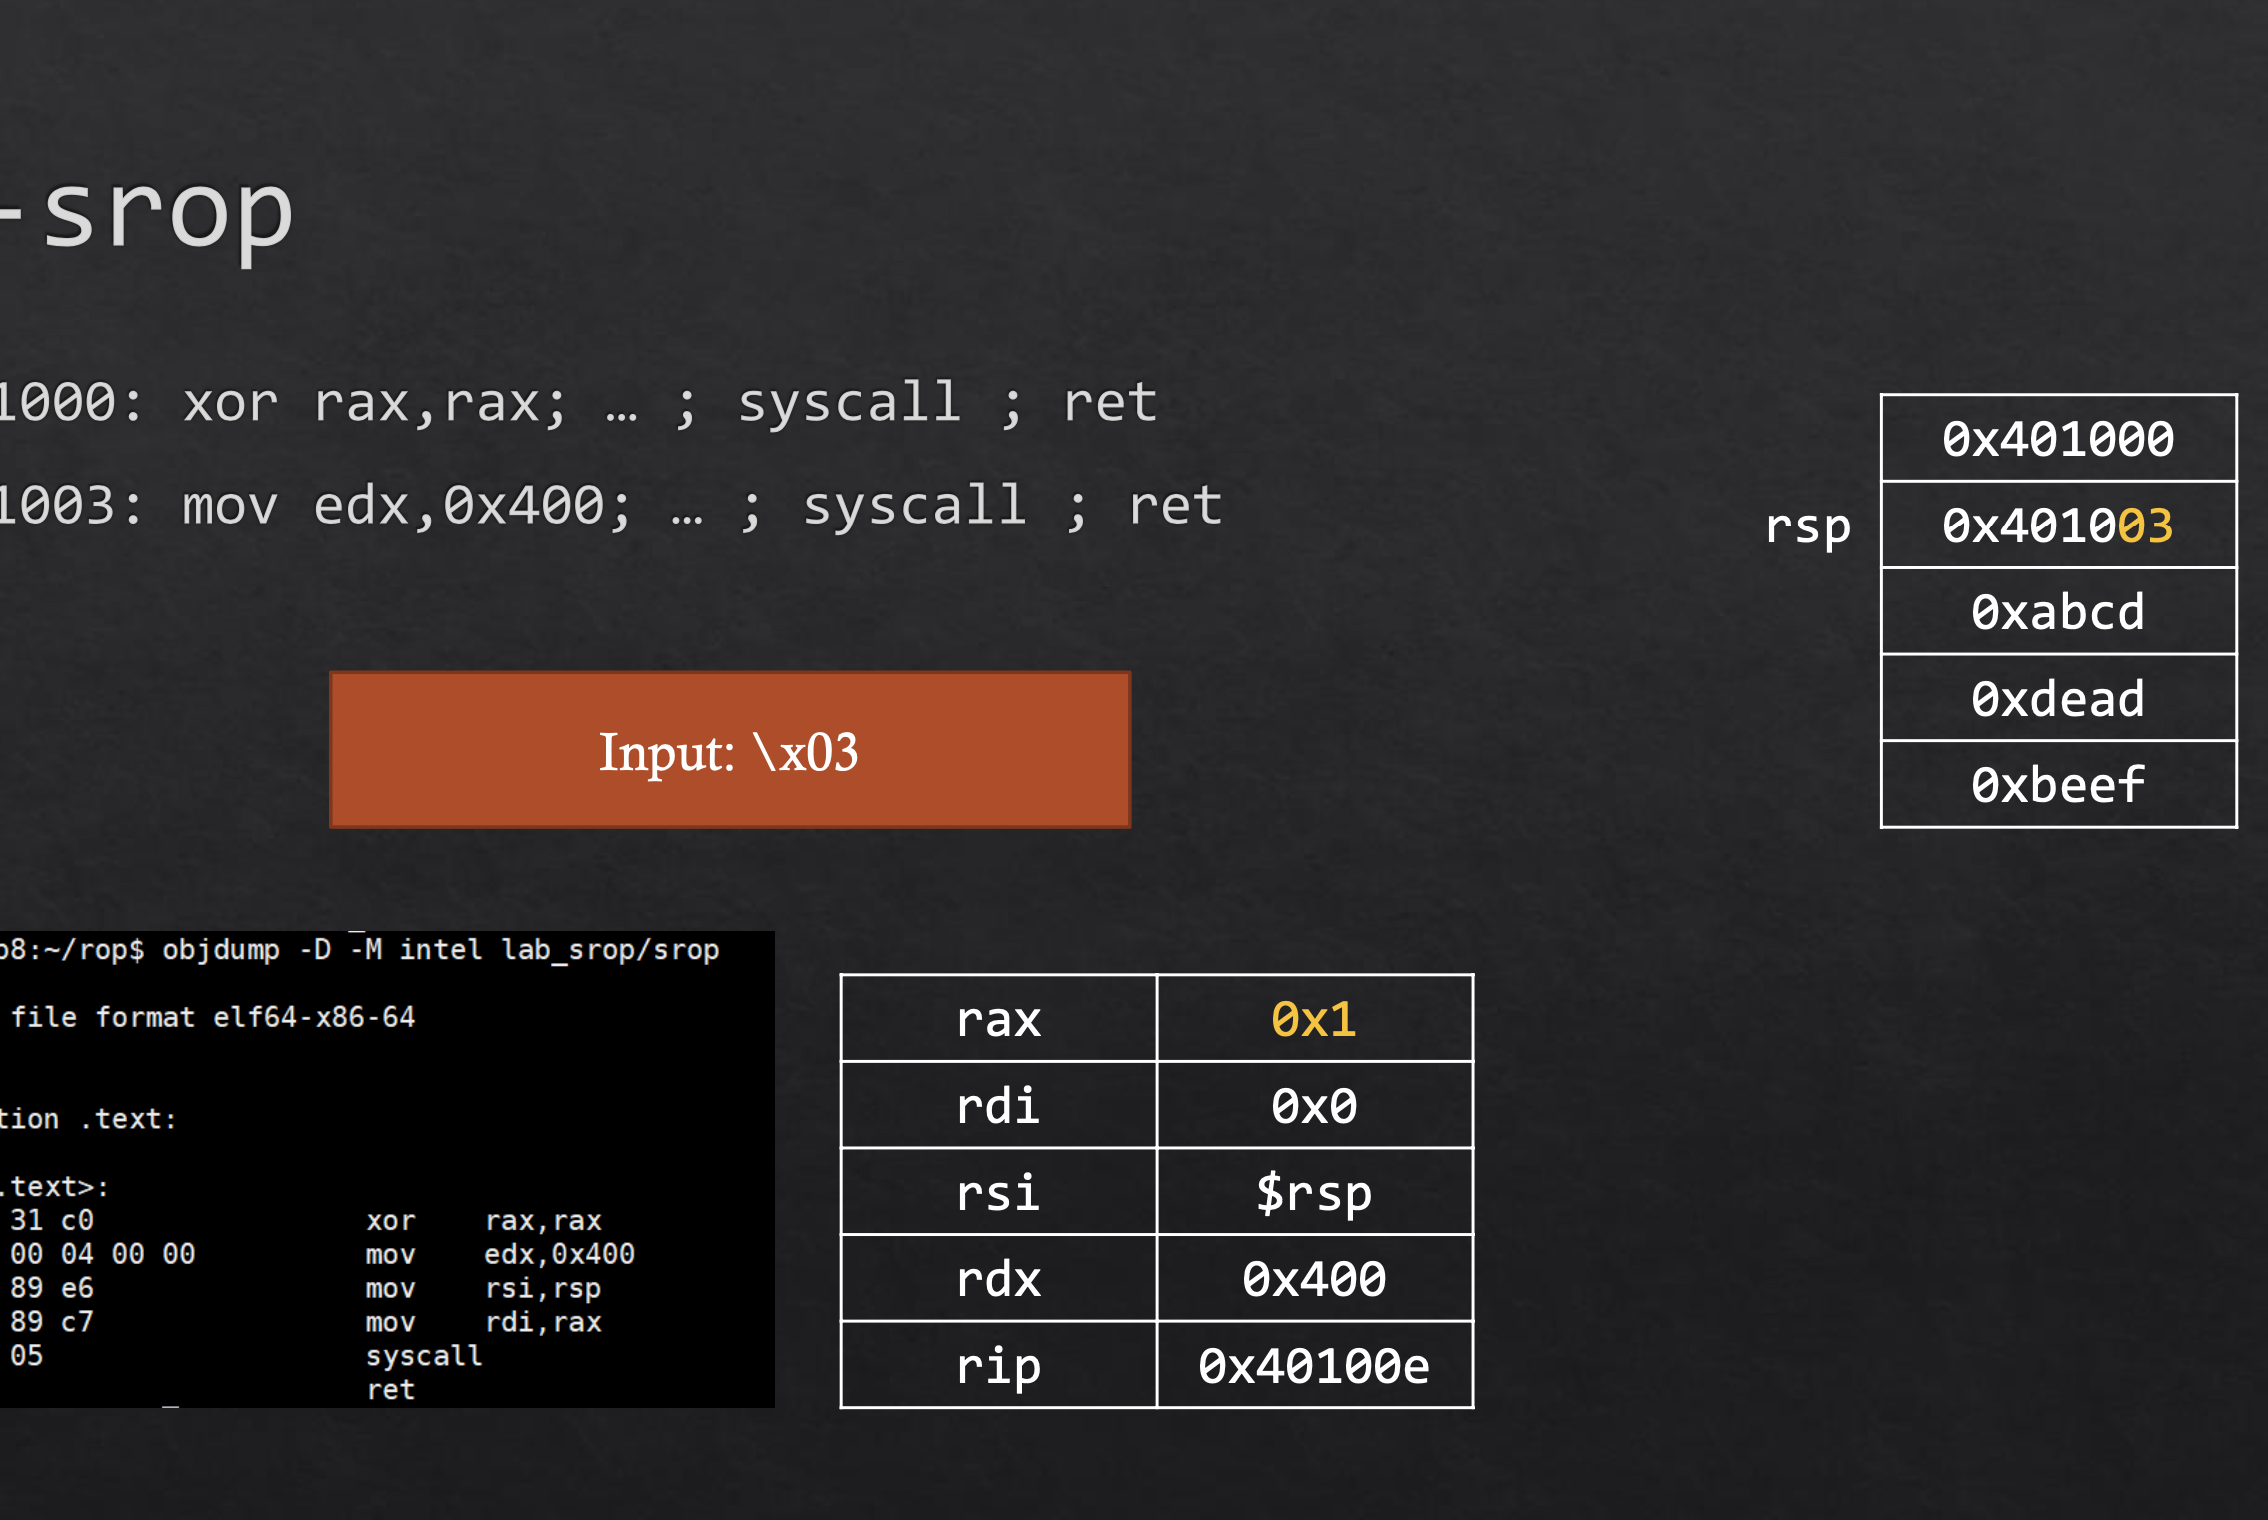 -srop
1000: xor rax,rax; … ; syscall ; ret
1003: mov edx,0x400; … ; syscall ; ret
0x401000
rsp 0x401003
0xabcd
0xdead
0xbeef
Input: \x03
b8:~/rop$ objdump -D -M intel lab_srop/srop
file format elf64-x86-64
tion .text:
.text>:
31 c0 xor rax,rax
00 04 00 00 mov edx,0x400
89 e6 mov rsi,rsp
89 c7 mov rdi,rax
05 syscall
ret
rax 0x1
rdi 0x0
rsi $rsp
rdx 0x400
rip 0x40100e